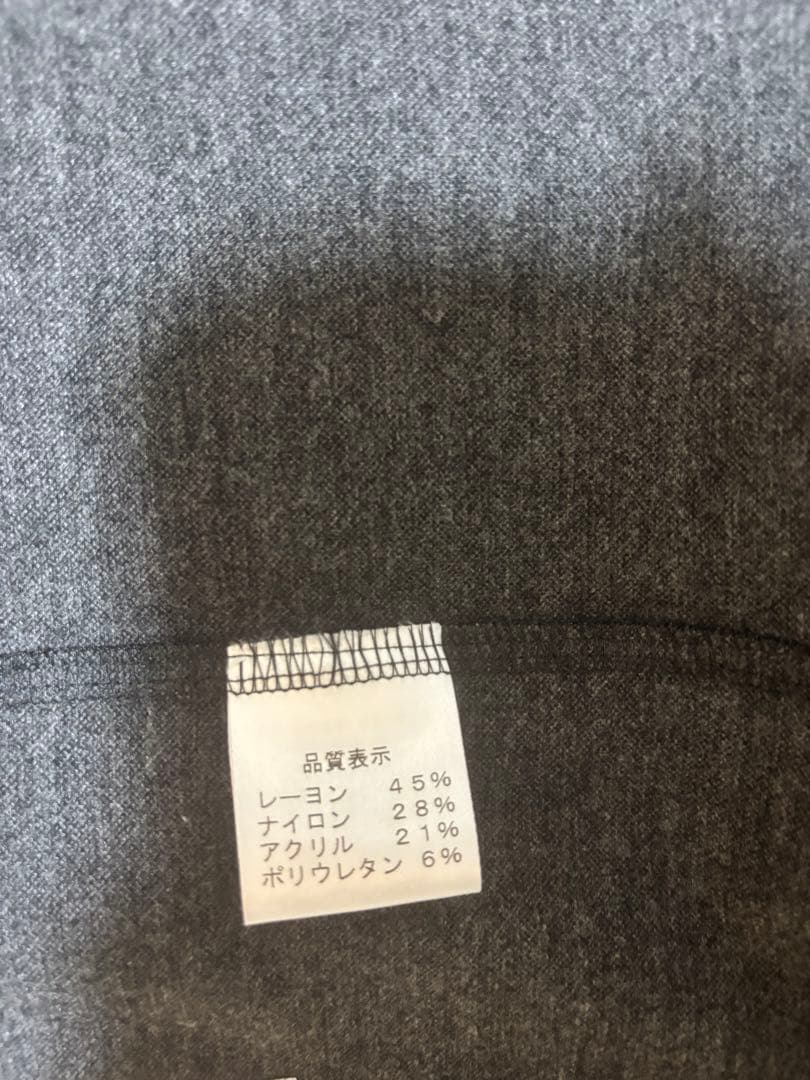 品質表示
レーヨン 45%
ナイロン 28%
アクリル 21%
ポリウレタン 6%